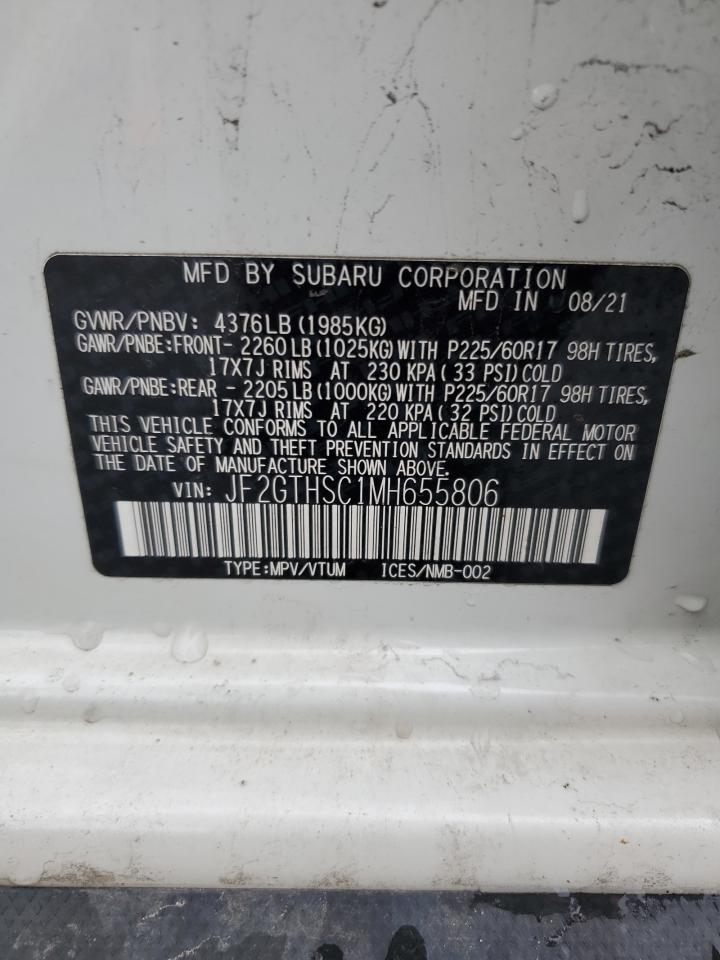 MFD BY SUBARU CORPORATION
MFD IN 08/21
GVWR/PNBV: 4376LB (1985KG)
GAWR/PNBE:FRONT- 2260LB (1025KG) WITH P225/60R17 98H TIRES,
17X7J RIMS AT 230 KPA (33 PSI) COLD
GAWR/PNBE:REAR - 2205LB (1000KG) WITH P225/60R17 98H TIRES,
17X7J RIMS AT 220 KPA (32 PSI) COLD
THIS VEHICLE CONFORMS TO ALL APPLICABLE FEDERAL MOTOR
VEHICLE SAFETY AND THEFT PREVENTION STANDARDS IN EFFECT ON
THE DATE OF MANUFACTURE SHOWN ABOVE.
VIN: JF2GTHSC1MH655806
TYPE:MPV/VTUM ICES/NMB-002